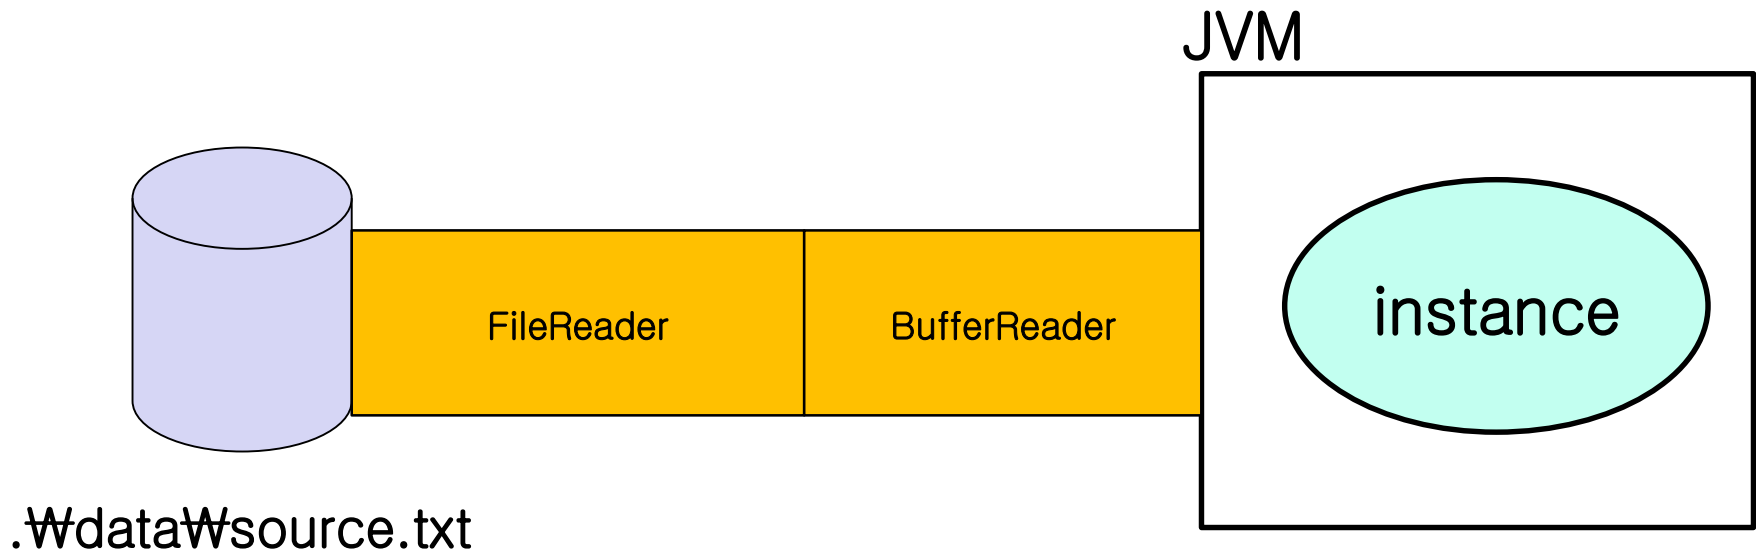 JVM
FileReader
BufferReader
instance
.₩data₩source.txt